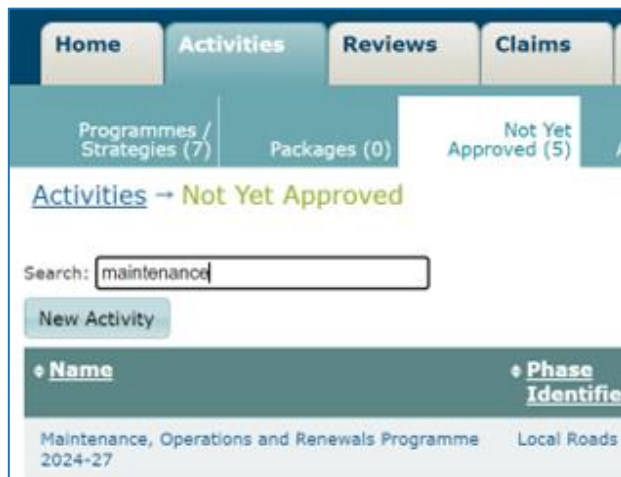 Home Activities Reviews Claims
Programmes /
Strategies (7)
Packages (0)
Not Yet
Approved (5)
Activities → Not Yet Approved
Search: maintenance
New Activity
Name
Phase
Identifie
Maintenance, Operations and Renewals Programme
2024-27
Local Roads